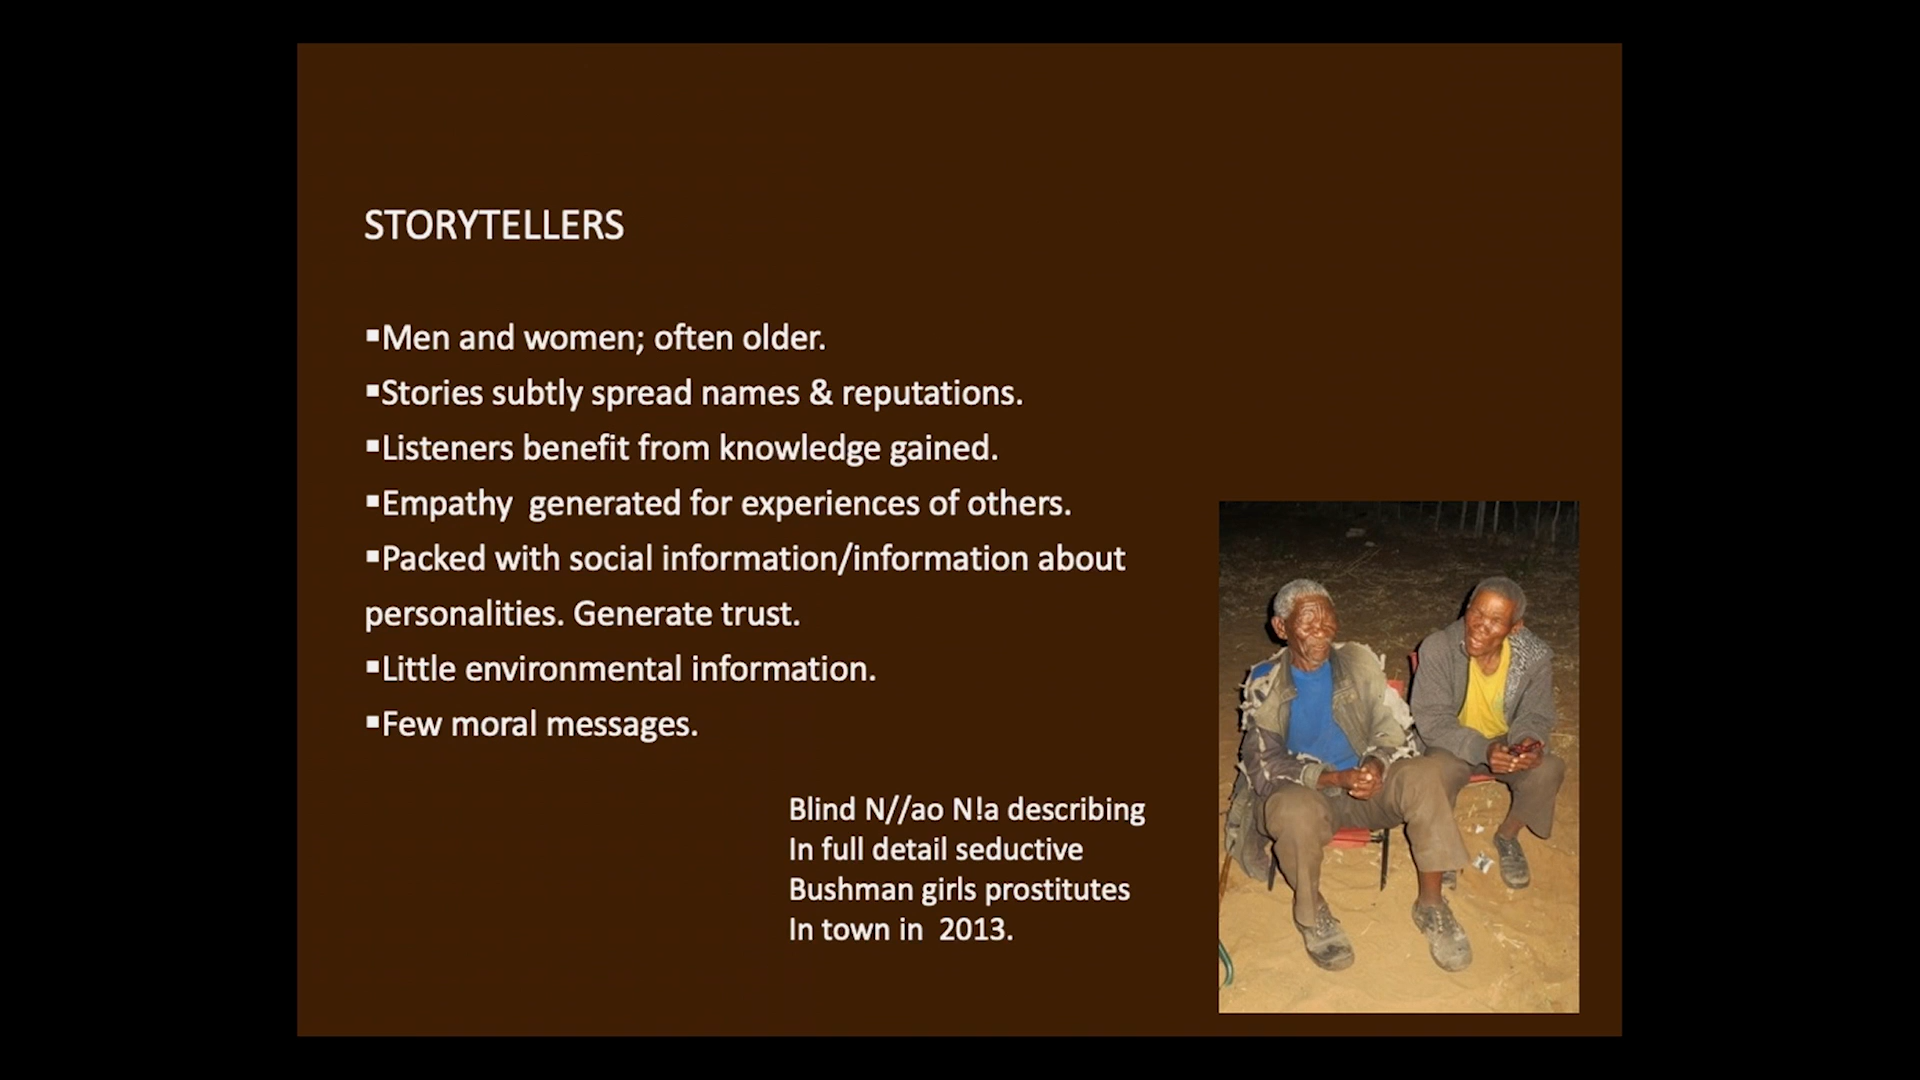 STORYTELLERS
▪Men and women; often older.
▪Stories subtly spread names & reputations.
▪Listeners benefit from knowledge gained.
▪Empathy  generated for experiences of others.
▪Packed with social information/information about
personalities. Generate trust.
▪Little environmental information.
▪Few moral messages.
Blind N//ao N!a describing
In full detail seductive
Bushman girls prostitutes
In town in  2013.